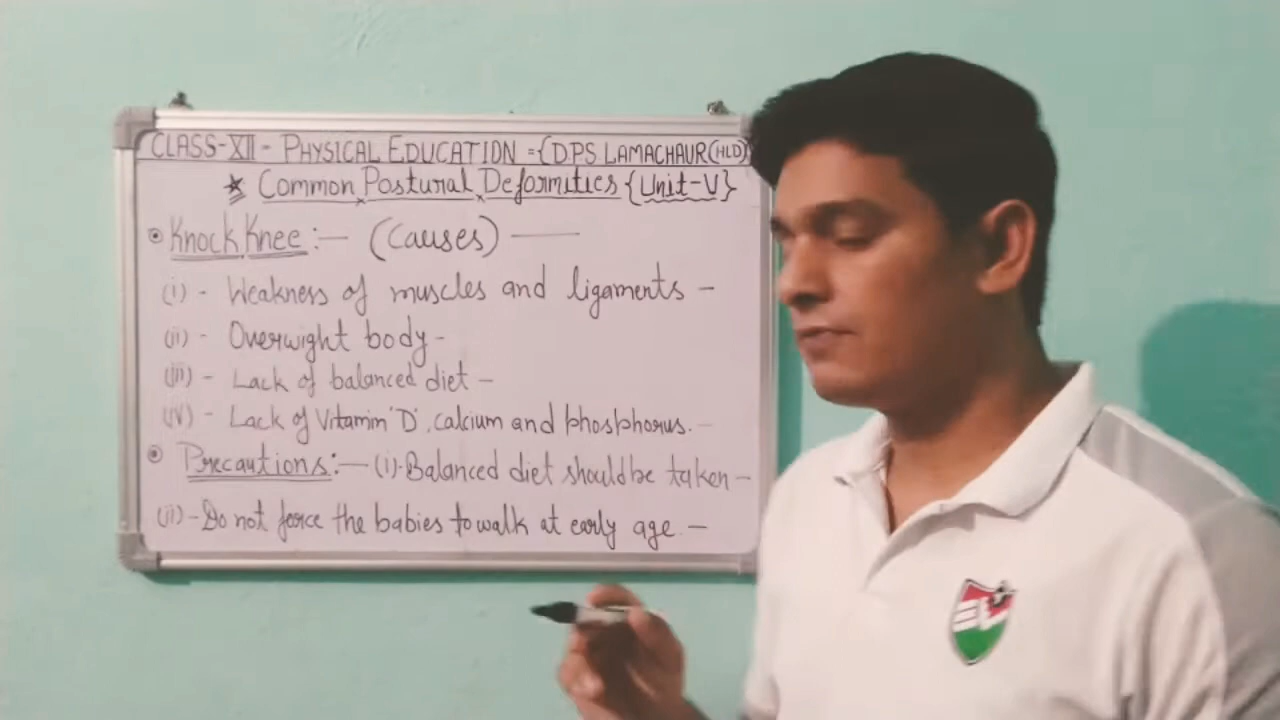 CLASS-XII - PHYSICAL EDUCATION = {D.P.S LAMACHAUR(HLD)
★ Common Postural Deformities {Unit-V}
Knock Knee :— (Causes) —
(i) - Weakness of muscles and ligaments -
(ii) - Overwight body -
(iii) - Lack of balanced diet -
(iv) - Lack of Vitamin 'D', calcium and phosphorus. -
Precautions :— (i)-Balanced diet should be taken -
(ii) - Do not force the babies to walk at early age. -